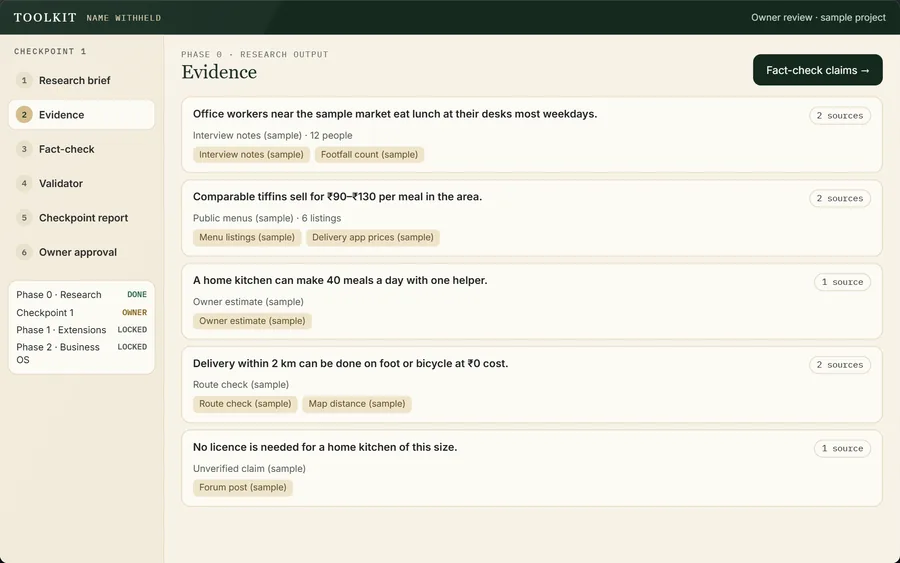 TOOLKIT NAME WITHHELD
Owner review · sample project
CHECKPOINT 1
1 Research brief
2 Evidence
3 Fact-check
4 Validator
5 Checkpoint report
6 Owner approval
Phase 0 · Research DONE
Checkpoint 1 OWNER
Phase 1 · Extensions LOCKED
Phase 2 · Business LOCKED
OS
PHASE 0 · RESEARCH OUTPUT
Evidence
Fact-check claims →
Office workers near the sample market eat lunch at their desks most weekdays.
2 sources
Interview notes (sample) · 12 people
Interview notes (sample) Footfall count (sample)
Comparable tiffins sell for ₹90–₹130 per meal in the area.
2 sources
Public menus (sample) · 6 listings
Menu listings (sample) Delivery app prices (sample)
A home kitchen can make 40 meals a day with one helper.
1 source
Owner estimate (sample)
Owner estimate (sample)
Delivery within 2 km can be done on foot or bicycle at ₹0 cost.
2 sources
Route check (sample)
Route check (sample) Map distance (sample)
No licence is needed for a home kitchen of this size.
1 source
Unverified claim (sample)
Forum post (sample)